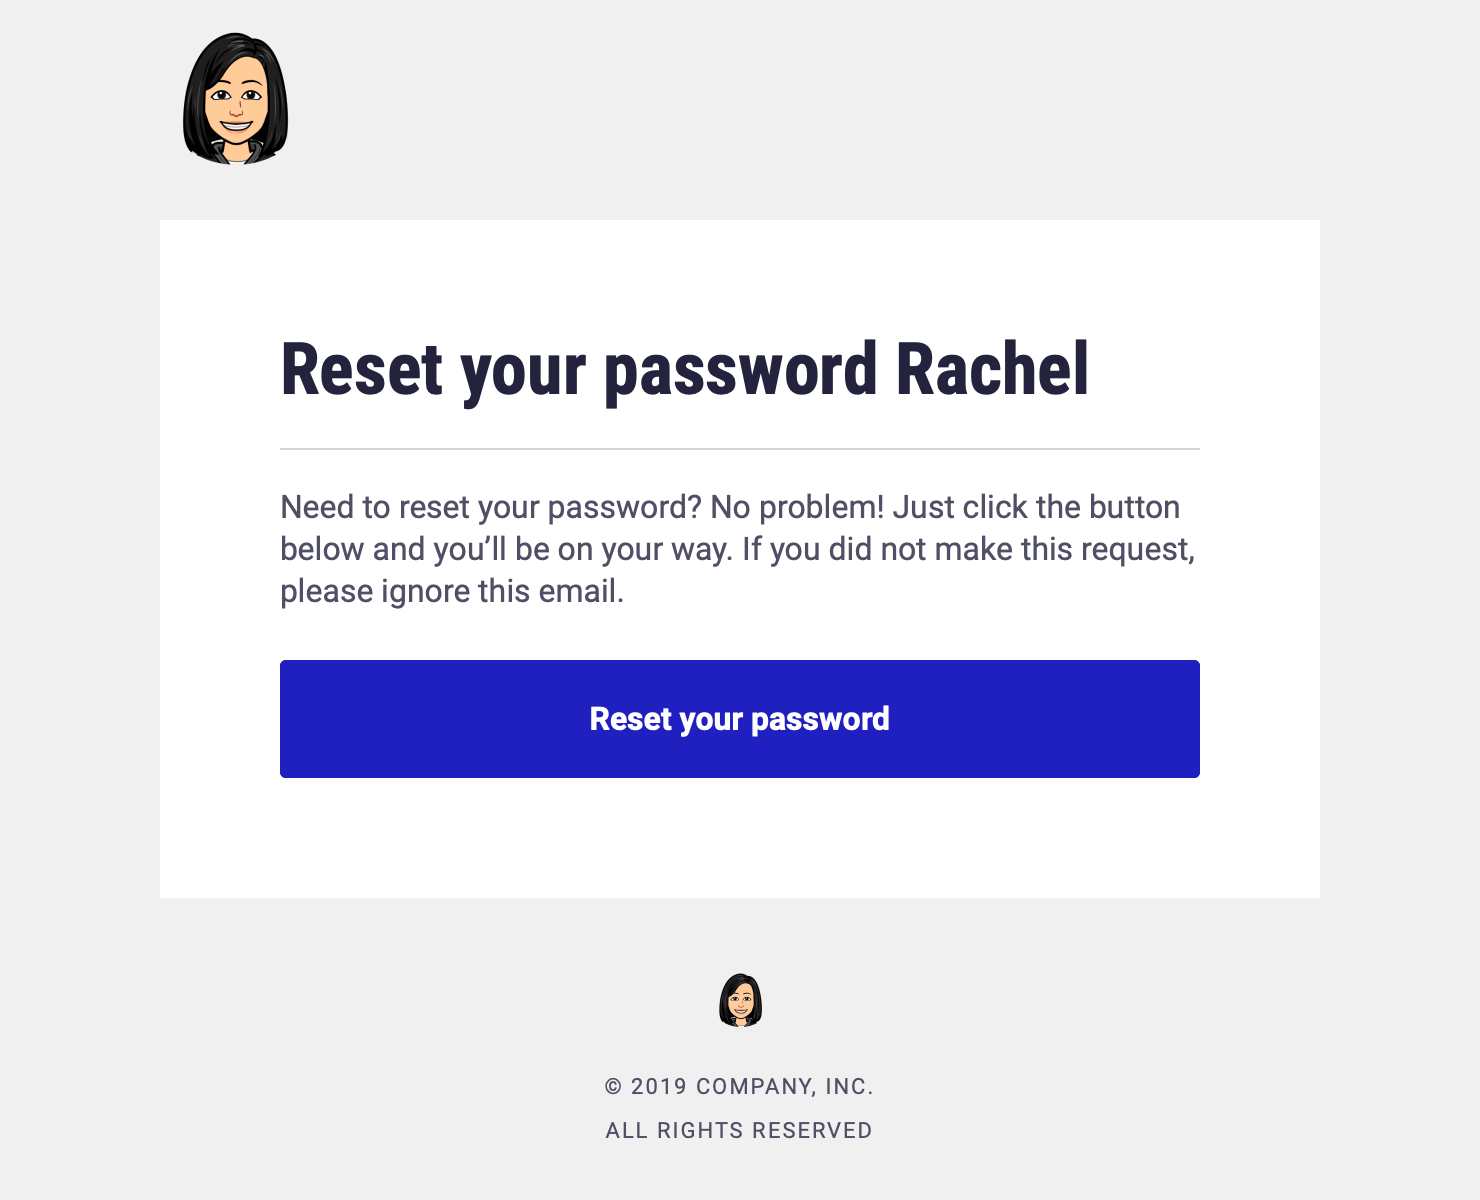 Reset your password Rachel
Need to reset your password? No problem! Just click the button
below and you’ll be on your way. If you did not make this request,
please ignore this email.
Reset your password
© 2019 COMPANY, INC.
ALL RIGHTS RESERVED